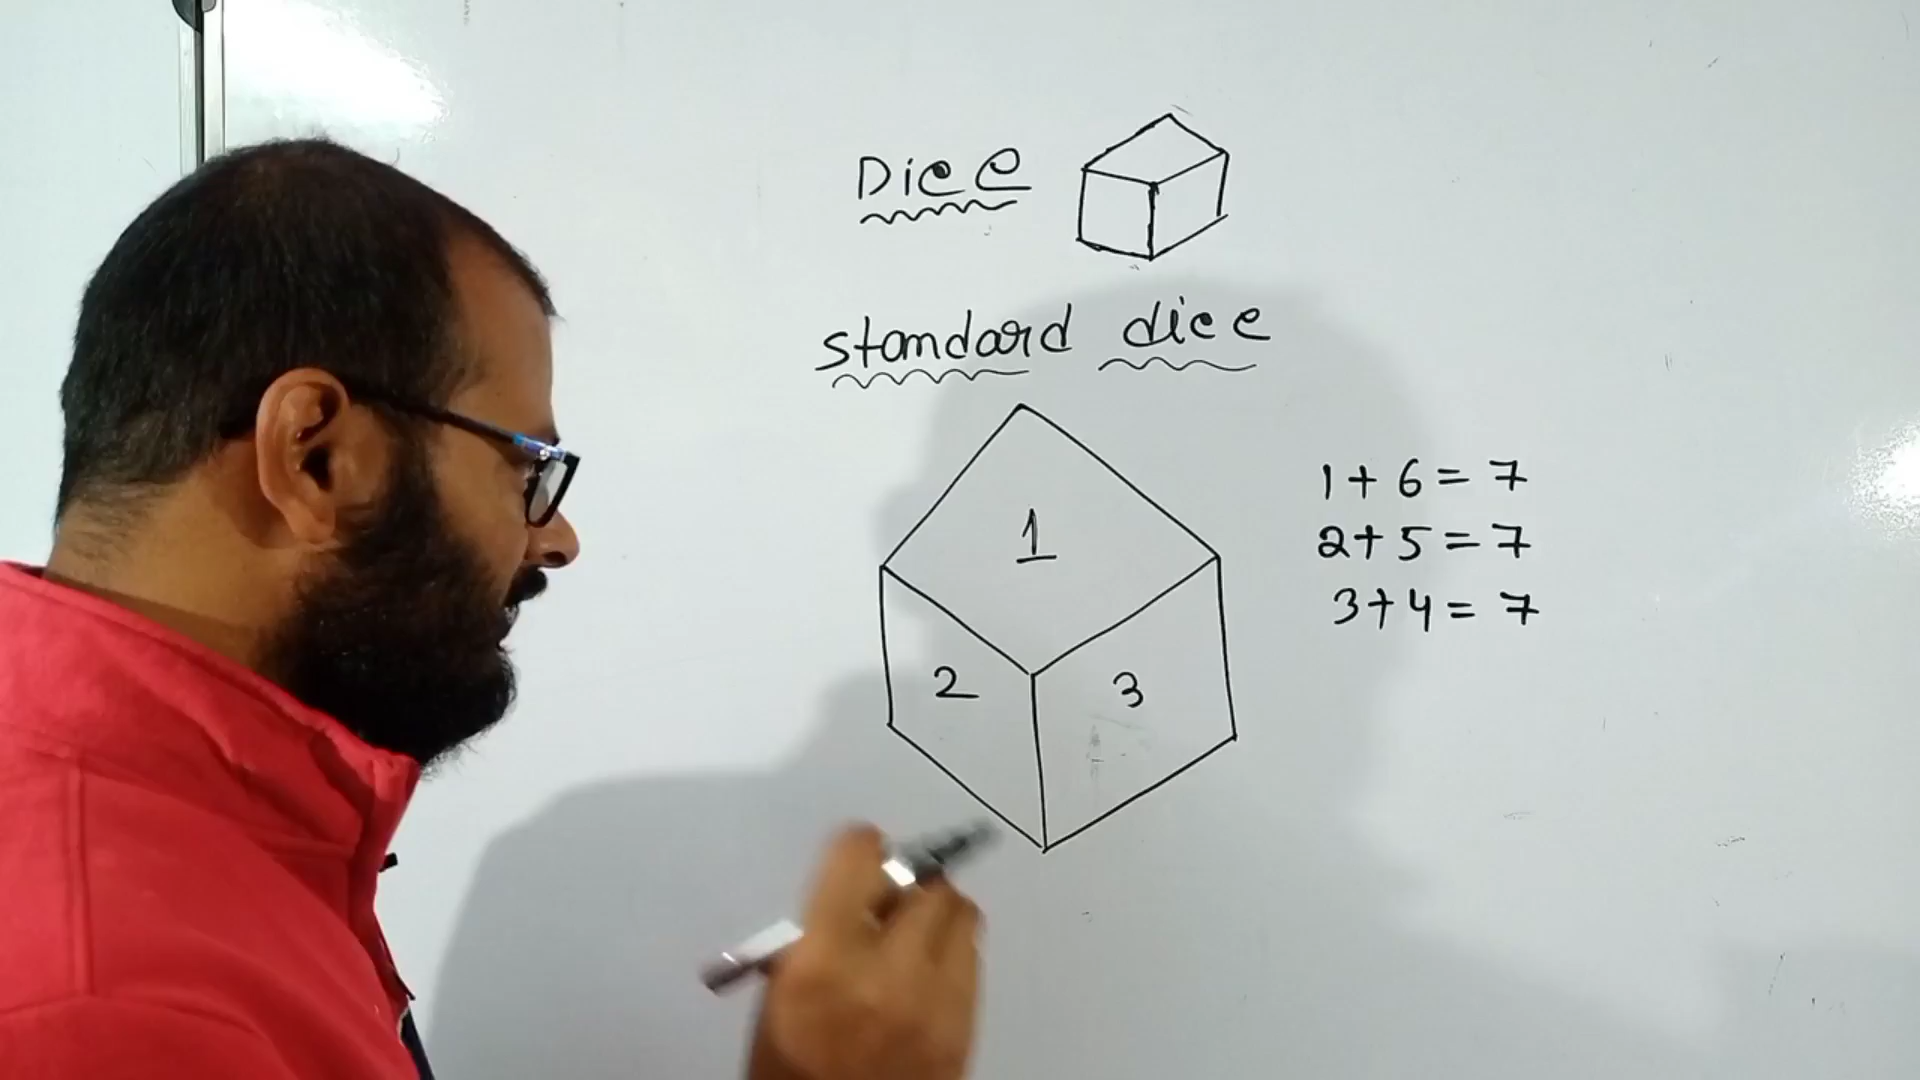 Dice
standard dice
1
2 3
1 + 6 = 7
2 + 5 = 7
3 + 4 = 7